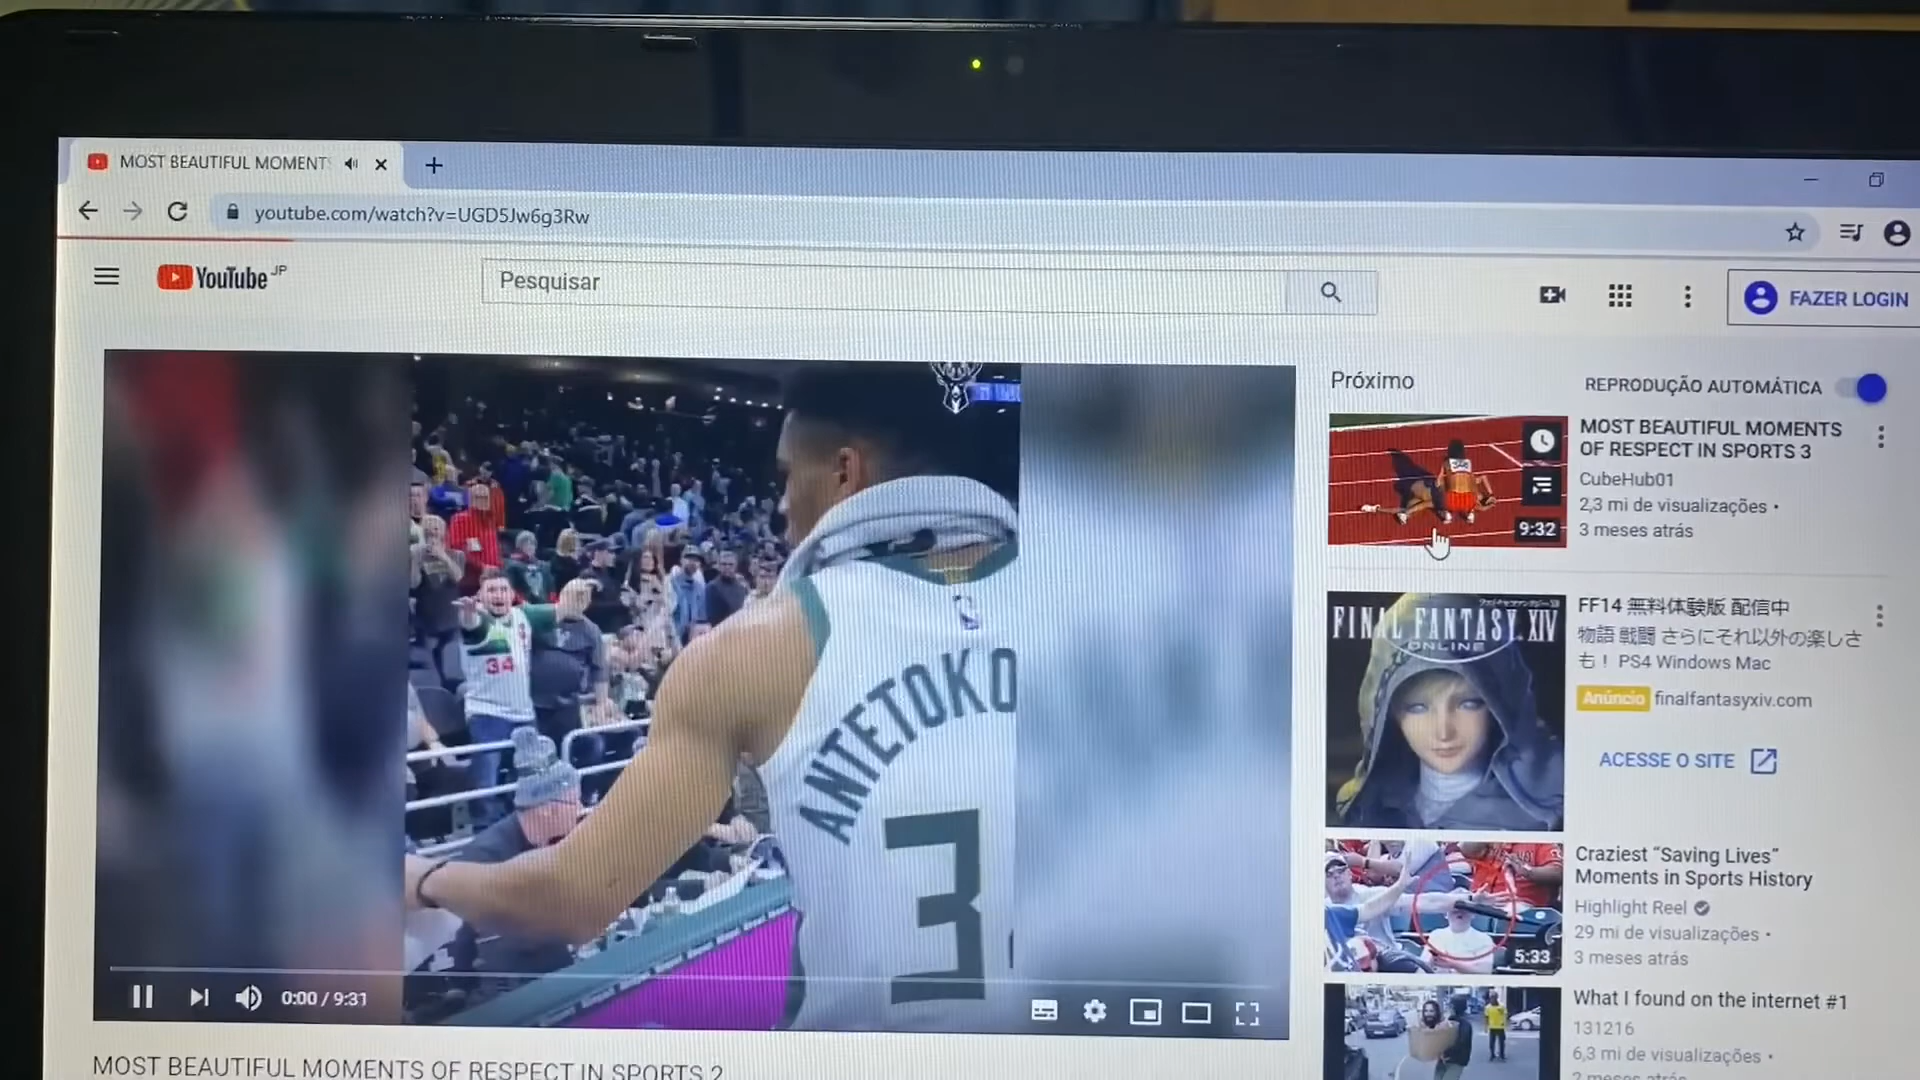 MOST BEAUTIFUL MOMENTS
youtube.com/watch?v=UGD5Jw6g3Rw
YouTube JP
Pesquisar
FAZER LOGIN
34
ANTETOKO
3
0:00 / 9:31
MOST BEAUTIFUL MOMENTS OF RESPECT IN SPORTS 2
Próximo
REPRODUÇÃO AUTOMÁTICA
9:32
MOST BEAUTIFUL MOMENTS
OF RESPECT IN SPORTS 3
CubeHub01
2,3 mi de visualizações •
3 meses atrás
FINAL FANTASY XIV
ONLINE
FF14 無料体験版 配信中
物語 戦闘 さらにそれ以外の楽しさ
も！ PS4 Windows Mac
Anúncio finalfantasyxiv.com
ACESSE O SITE
5:33
Craziest “Saving Lives”
Moments in Sports History
Highlight Reel
29 mi de visualizações •
3 meses atrás
What I found on the internet #1
131216
6,3 mi de visualizações •